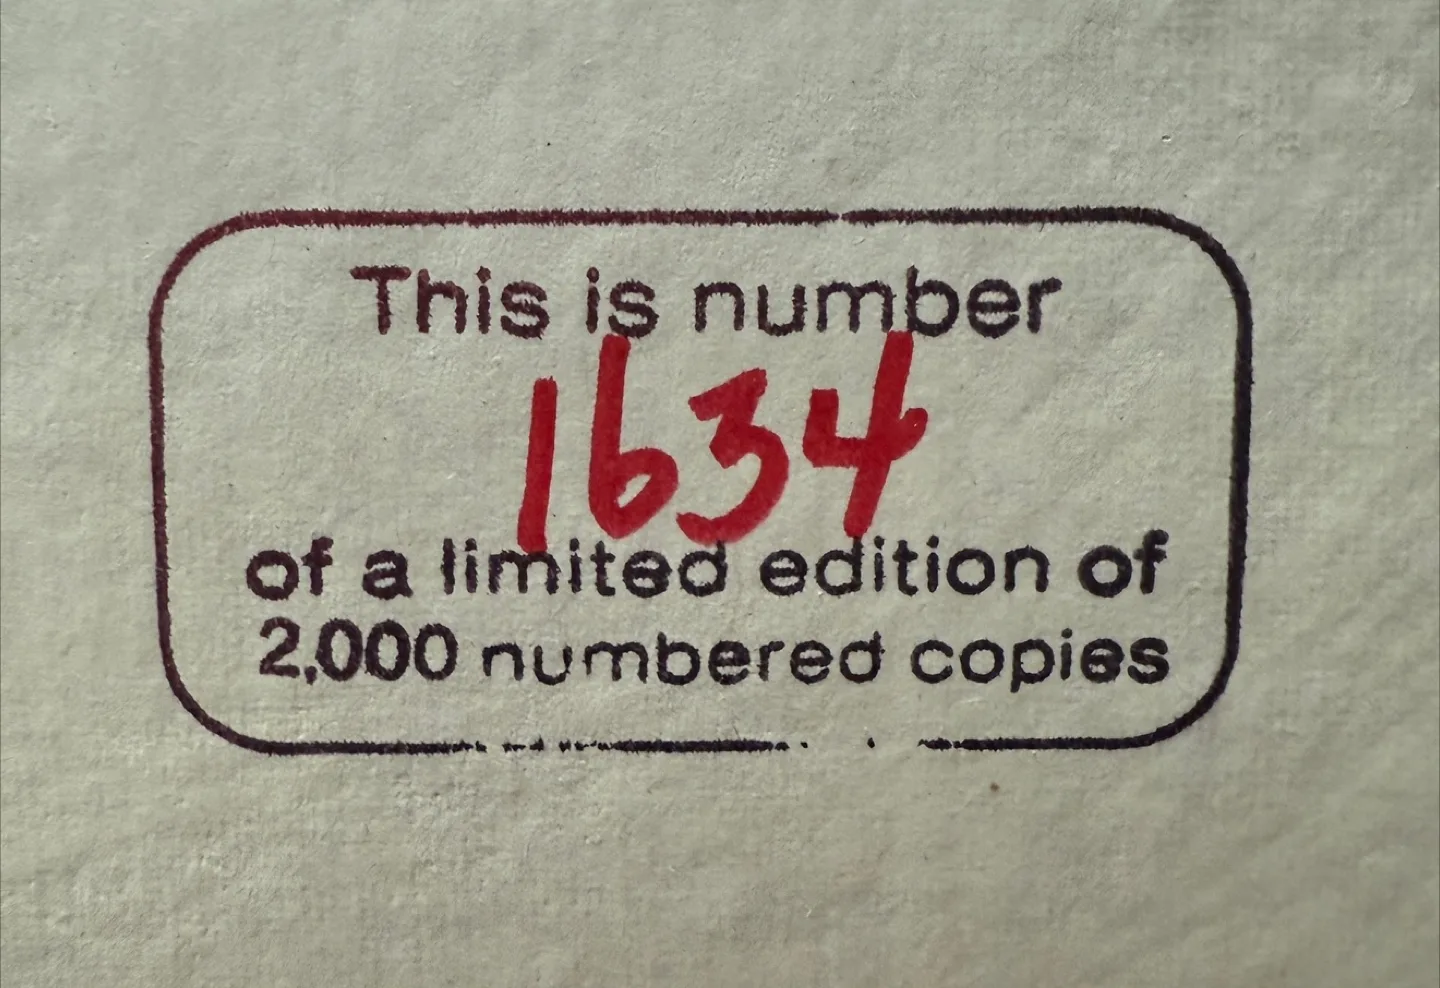 This is number
1634
of a limited edition of
2,000 numbered copies